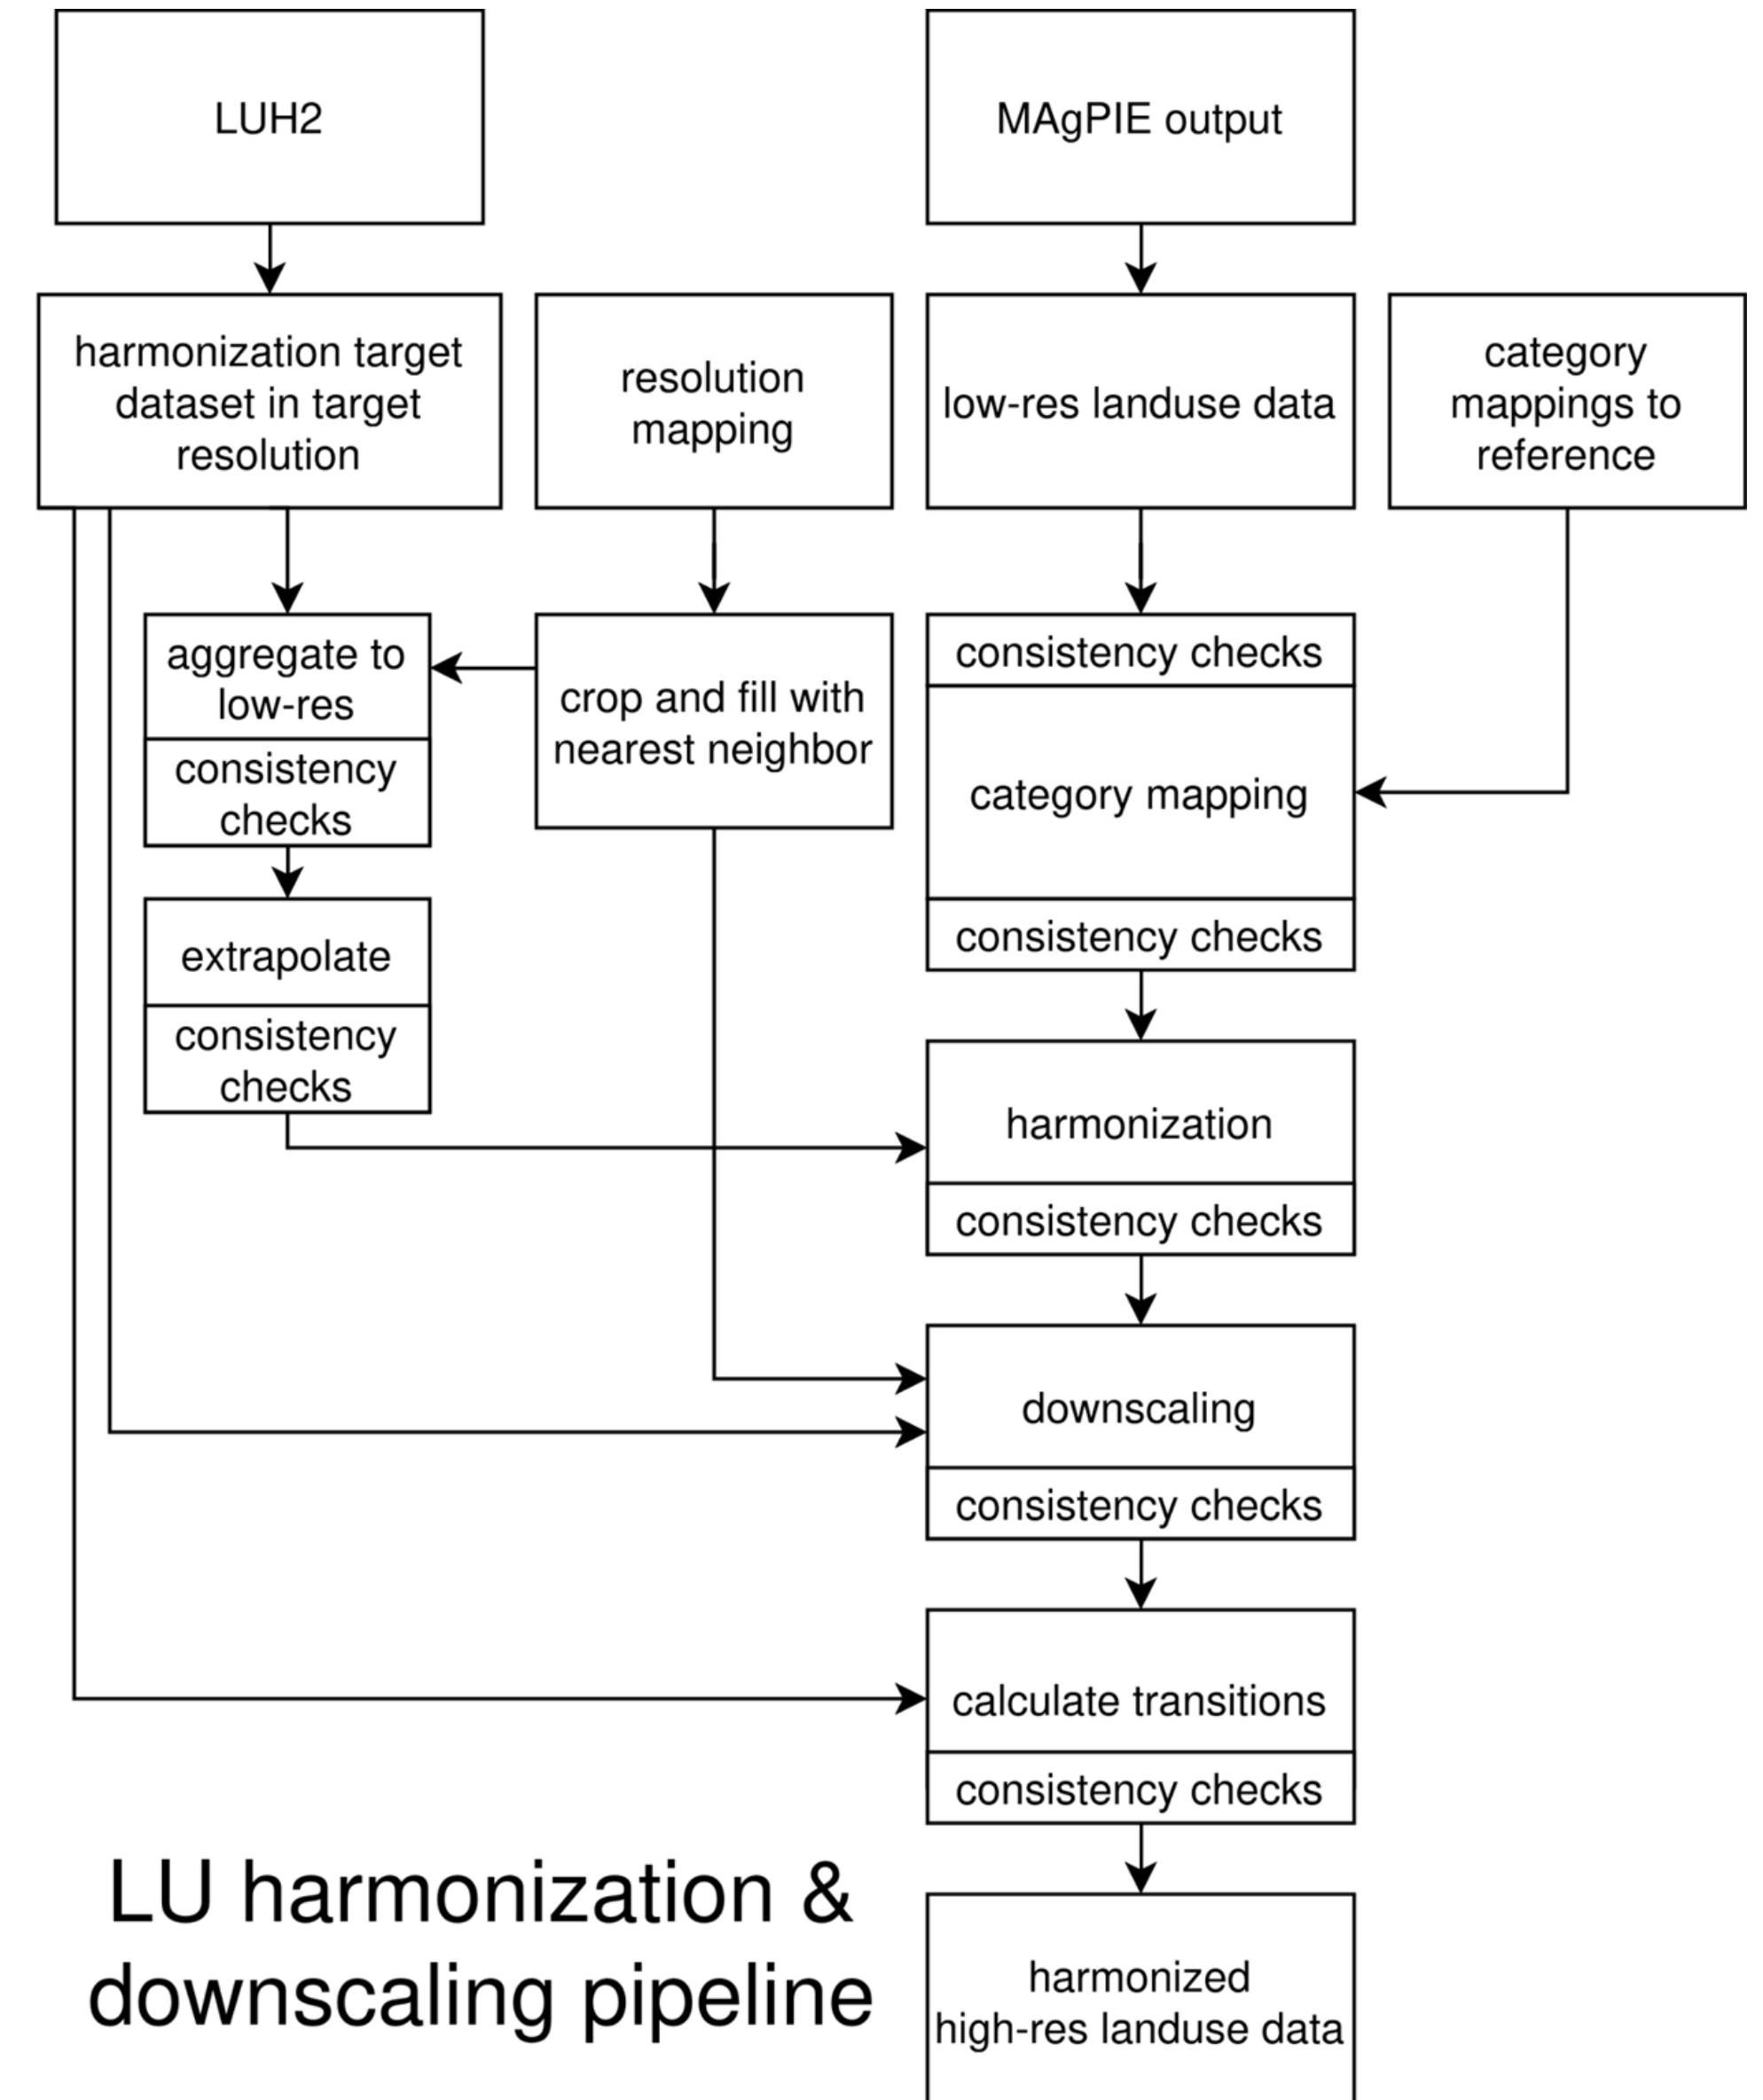 LUH2
MAgPIE output
harmonization target
dataset in target
resolution
resolution
mapping
low-res landuse data
category
mappings to
reference
aggregate to
low-res
consistency
checks
crop and fill with
nearest neighbor
consistency checks
category mapping
consistency checks
extrapolate
consistency
checks
harmonization
consistency checks
downscaling
consistency checks
calculate transitions
consistency checks
LU harmonization &
downscaling pipeline
harmonized
high-res landuse data